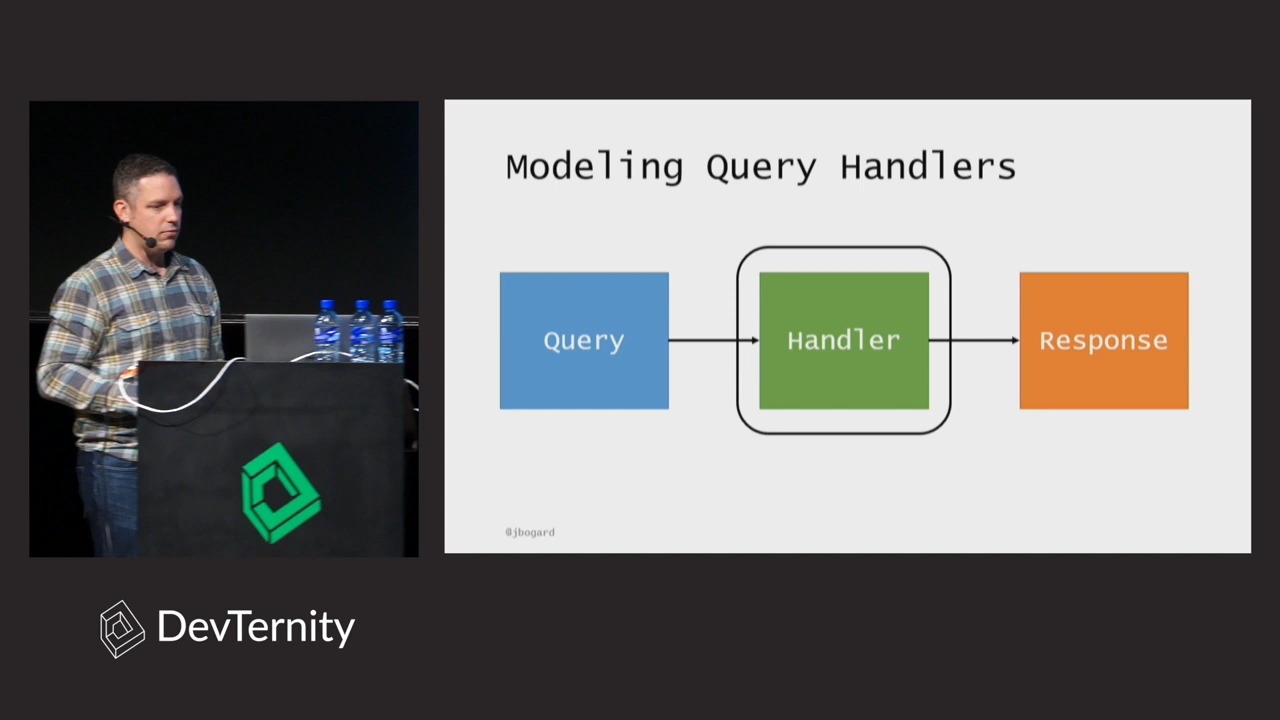 Modeling Query Handlers
Query
Handler
Response
@jbogard
DevTernity